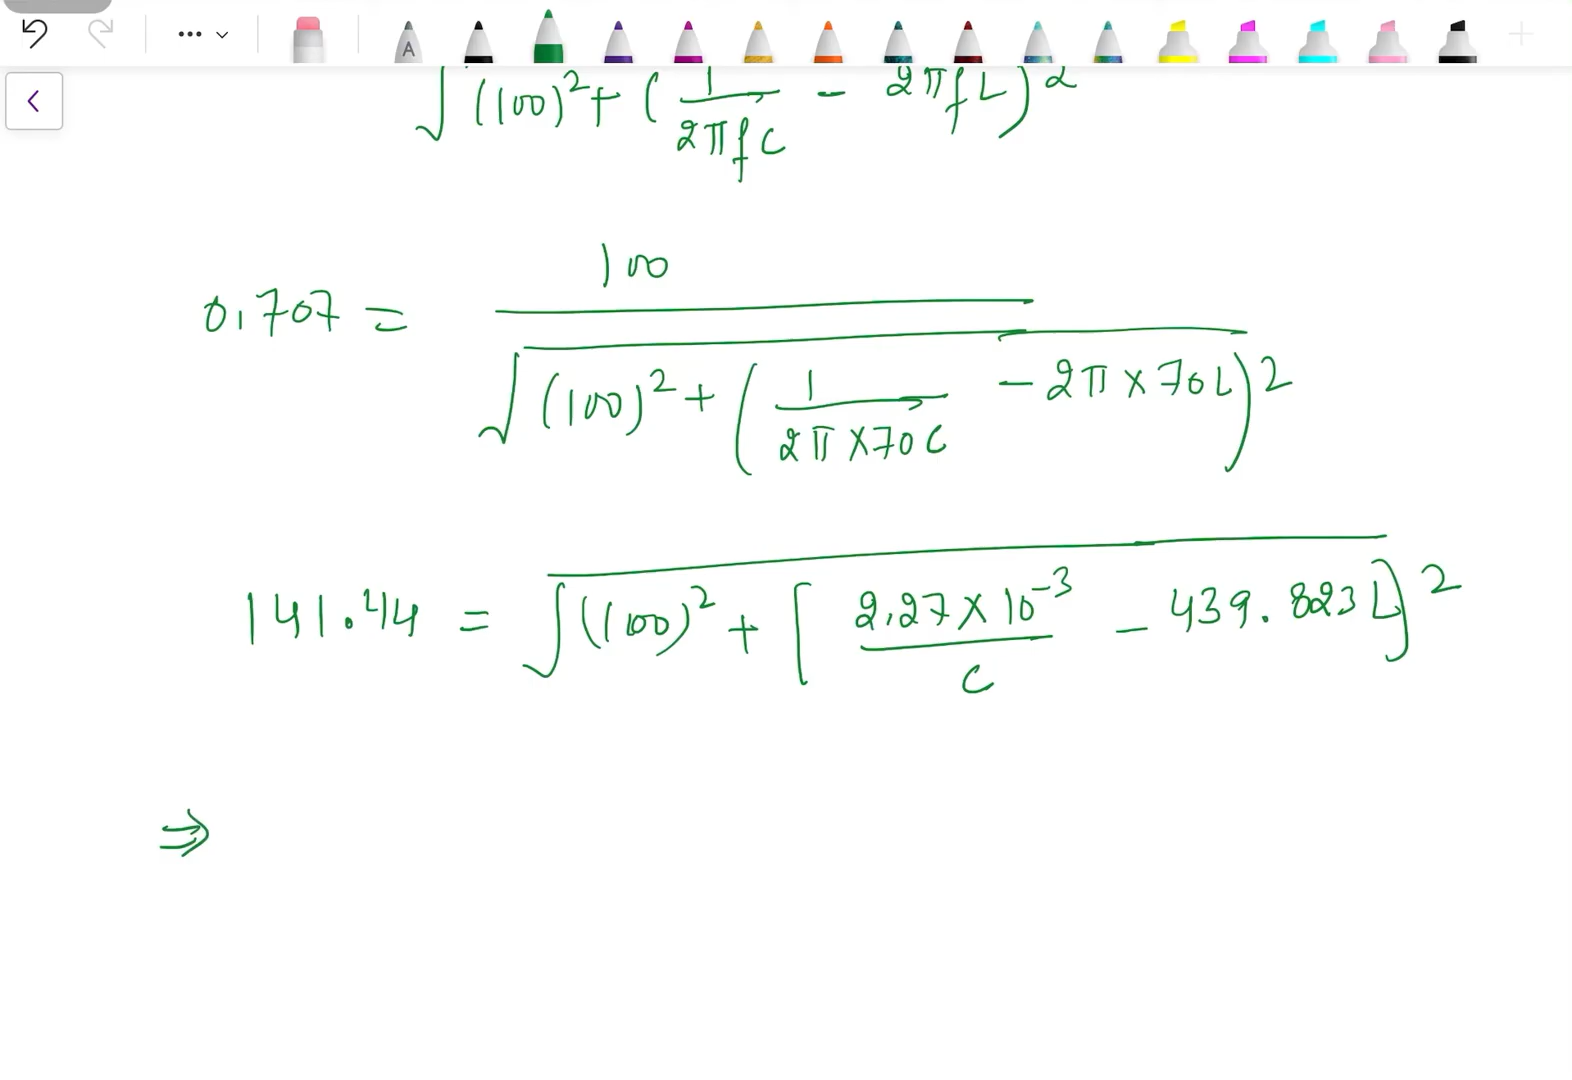 A
√((100)² + (1/2πfC - 2πfL)²
0.707 = 100/√((100)² + (1/2π×70C - 2π×70L)²
141.44 = √((100)² + [2.27×10⁻³/C - 439.823L]²
⇒